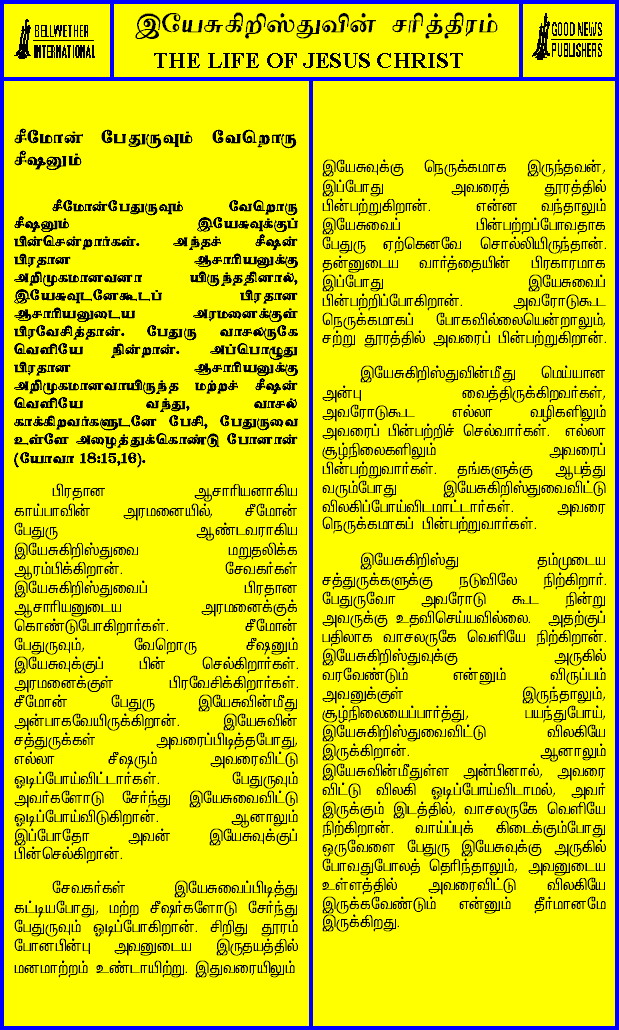 BELLWETHER
INTERNATIONAL
இயேசுகிறிஸ்துவின் சரித்திரம்
THE LIFE OF JESUS CHRIST
GOOD NEWS
PUBLISHERS
சீமோன் பேதுருவும் வேறொரு
சீஷனும்
சீமோன்பேதுருவும் வேறொரு
சீஷனும் இயேசுவுக்குப்
பின்சென்றார்கள். அந்தச் சீஷன்
பிரதான ஆசாரியனுக்கு
அறிமுகமானவனா யிருந்ததினால்,
இயேசுவுடனேகூடப் பிரதான
ஆசாரியனுடைய அரமனைக்குள்
பிரவேசித்தான். பேதுரு வாசலருகே
வெளியே நின்றான். அப்பொழுது
பிரதான ஆசாரியனுக்கு
அறிமுகமானவாயிருந்த மற்றச் சீஷன்
வெளியே வந்து, வாசல்
காக்கிறவர்களுடனே பேசி, பேதுருவை
உள்ளே அழைத்துக்கொண்டு போனான்
(யோவா 18:15,16).
பிரதான ஆசாரியனாகிய
காய்பாவின் அரமனையில், சீமோன்
பேதுரு ஆண்டவராகிய
இயேசுகிறிஸ்துவை மறுதலிக்க
ஆரம்பிக்கிறான். சேவகர்கள்
இயேசுகிறிஸ்துவைப் பிரதான
ஆசாரியனுடைய அரமனைக்குக்
கொண்டுபோகிறார்கள். சீமோன்
பேதுருவும், வேறொரு சீஷனும்
இயேசுவுக்குப் பின் செல்கிறார்கள்.
அரமனைக்குள் பிரவேசிக்கிறார்கள்.
சீமோன் பேதுரு இயேசுவின்மீது
அன்பாகவேயிருக்கிறான். இயேசுவின்
சத்துருக்கள் அவரைப்பிடித்தபோது,
எல்லா சீஷரும் அவரைவிட்டு
ஓடிப்போய்விட்டார்கள். பேதுருவும்
அவர்களோடு சேர்ந்து இயேசுவைவிட்டு
ஓடிப்போய்விடுகிறான். ஆனாலும்
இப்போதோ அவன் இயேசுவுக்குப்
பின்செல்கிறான்.
சேவகர்கள் இயேசுவைப்பிடித்து
கட்டியபோது, மற்ற சீஷர்களோடு சேர்ந்து
பேதுருவும் ஓடிப்போகிறான். சிறிது தூரம்
போனபின்பு அவனுடைய இருதயத்தில்
மனமாற்றம் உண்டாயிற்று. இதுவரையிலும்
இயேசுவுக்கு நெருக்கமாக இருந்தவன்,
இப்போது அவரைத் தூரத்தில்
பின்பற்றுகிறான். என்ன வந்தாலும்
இயேசுவைப் பின்பற்றப்போவதாக
பேதுரு ஏற்கெனவே சொல்லியிருந்தான்.
தன்னுடைய வார்த்தையின் பிரகாரமாக
இப்போது இயேசுவைப்
பின்பற்றிப்போகிறான். அவரோடுகூட
நெருக்கமாகப் போகவில்லையென்றாலும்,
சற்று தூரத்தில் அவரைப் பின்பற்றுகிறான்.
இயேசுகிறிஸ்துவின்மீது மெய்யான
அன்பு வைத்திருக்கிறவர்கள்,
அவரோடுகூட எல்லா வழிகளிலும்
அவரைப் பின்பற்றிச் செல்வார்கள். எல்லா
சூழ்நிலைகளிலும் அவரைப்
பின்பற்றுவார்கள். தங்களுக்கு ஆபத்து
வரும்போது இயேசுகிறிஸ்துவைவிட்டு
விலகிப்போய்விடமாட்டார்கள். அவரை
நெருக்கமாகப் பின்பற்றுவார்கள்.
இயேசுகிறிஸ்து தம்முடைய
சத்துருக்களுக்கு நடுவிலே நிற்கிறார்.
பேதுருவோ அவரோடு கூட நின்று
அவருக்கு உதவிசெய்யவில்லை. அதற்குப்
பதிலாக வாசலருகே வெளியே நிற்கிறான்.
இயேசுகிறிஸ்துவுக்கு அருகில்
வரவேண்டும் என்னும் விருப்பம்
அவனுக்குள் இருந்தாலும்,
சூழ்நிலையைப்பார்த்து, பயந்துபோய்,
இயேசுகிறிஸ்துவைவிட்டு விலகியே
இருக்கிறான். ஆனாலும்
இயேசுவின்மீதுள்ள அன்பினால், அவரை
விட்டு விலகி ஓடிப்போய்விடாமல், அவர்
இருக்கும் இடத்தில், வாசலருகே வெளியே
நிற்கிறான். வாய்ப்புக் கிடைக்கும்போது
ஒருவேளை பேதுரு இயேசுவுக்கு அருகில்
போவதுபோலத் தெரிந்தாலும், அவனுடைய
உள்ளத்தில் அவரைவிட்டு விலகியே
இருக்கவேண்டும் என்னும் தீர்மானமே
இருக்கிறது.